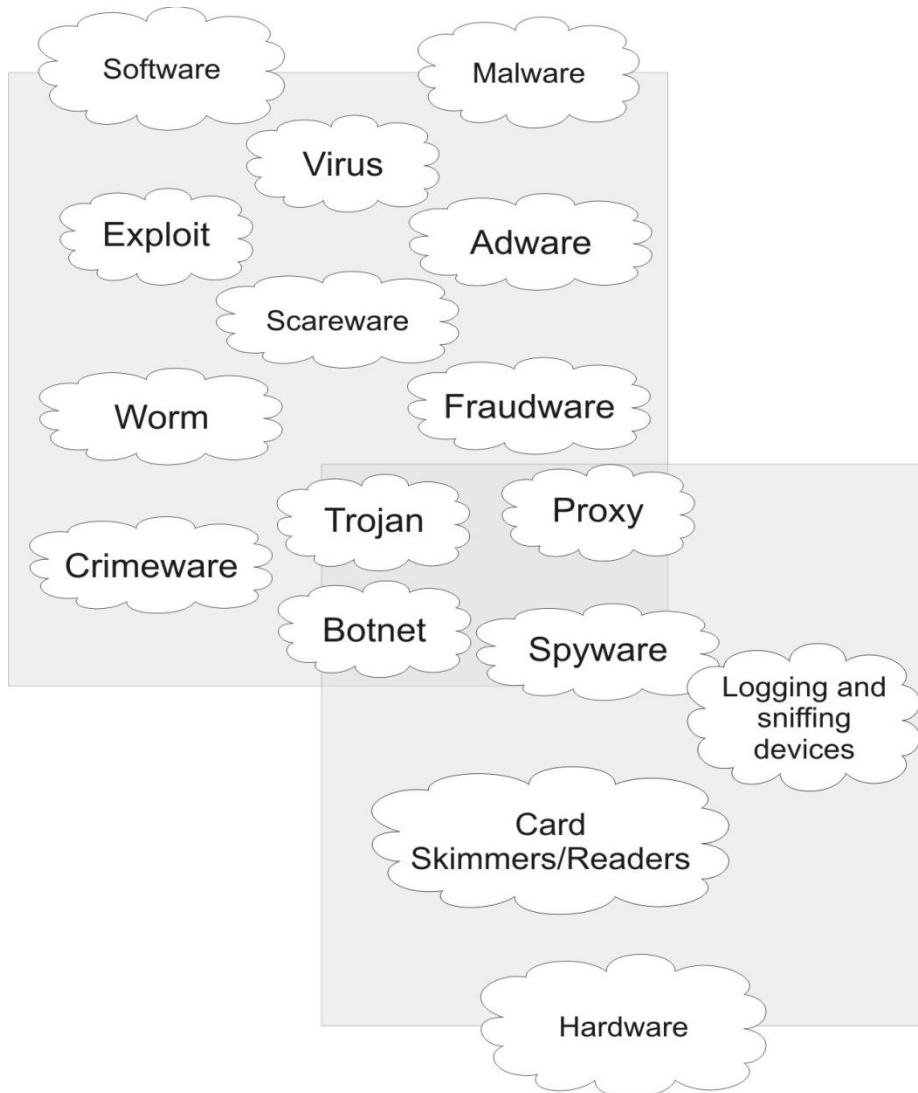 Software
Malware
Virus
Exploit
Adware
Scareware
Worm
Fraudware
Trojan
Proxy
Crimeware
Botnet
Spyware
Logging and
sniffing
devices
Card
Skimmers/Readers
Hardware